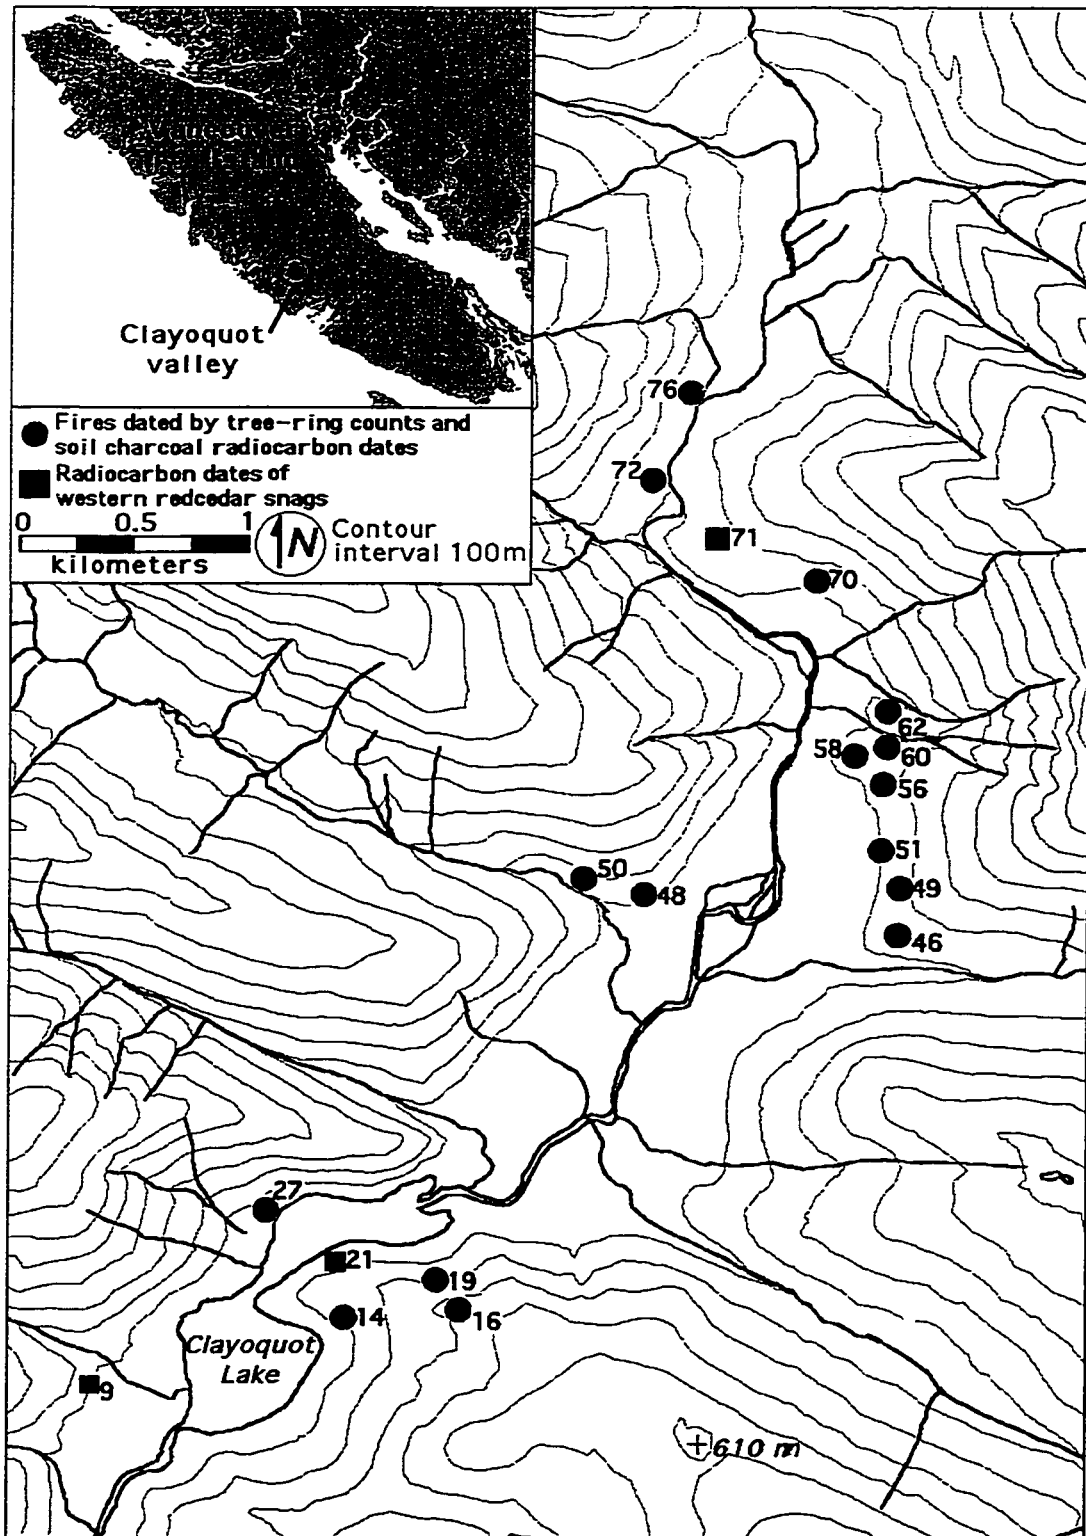 Vancouver
Island
Clayoquot
valley
Fires dated by tree-ring counts and
soil charcoal radiocarbon dates
Radiocarbon dates of
western redcedar snags
0 0.5 1
kilometers
N
Contour
interval 100m
76
72
71
70
62
58
60
56
51
50
49
48
46
27
21
19
14
16
Clayoquot
Lake
9
+610 m